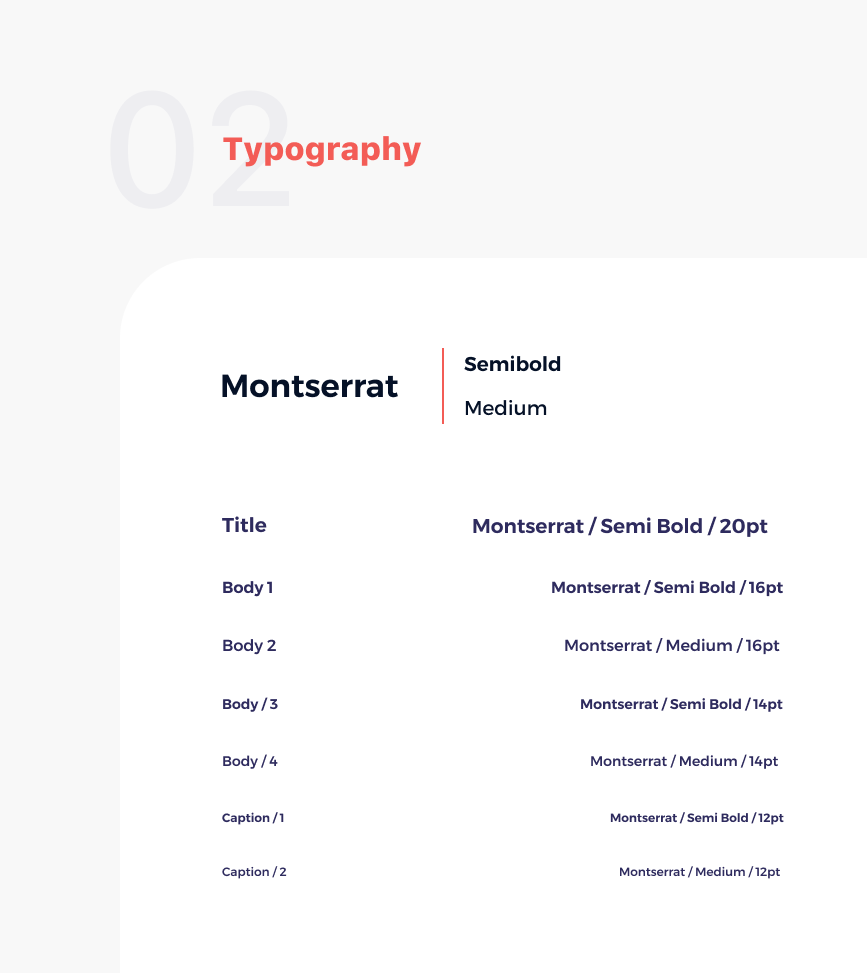 02
Typography
Montserrat
Semibold
Medium
Title Montserrat / Semi Bold / 20pt
Body 1 Montserrat / Semi Bold / 16pt
Body 2 Montserrat / Medium / 16pt
Body / 3 Montserrat / Semi Bold / 14pt
Body / 4 Montserrat / Medium / 14pt
Caption / 1 Montserrat / Semi Bold / 12pt
Caption / 2 Montserrat / Medium / 12pt